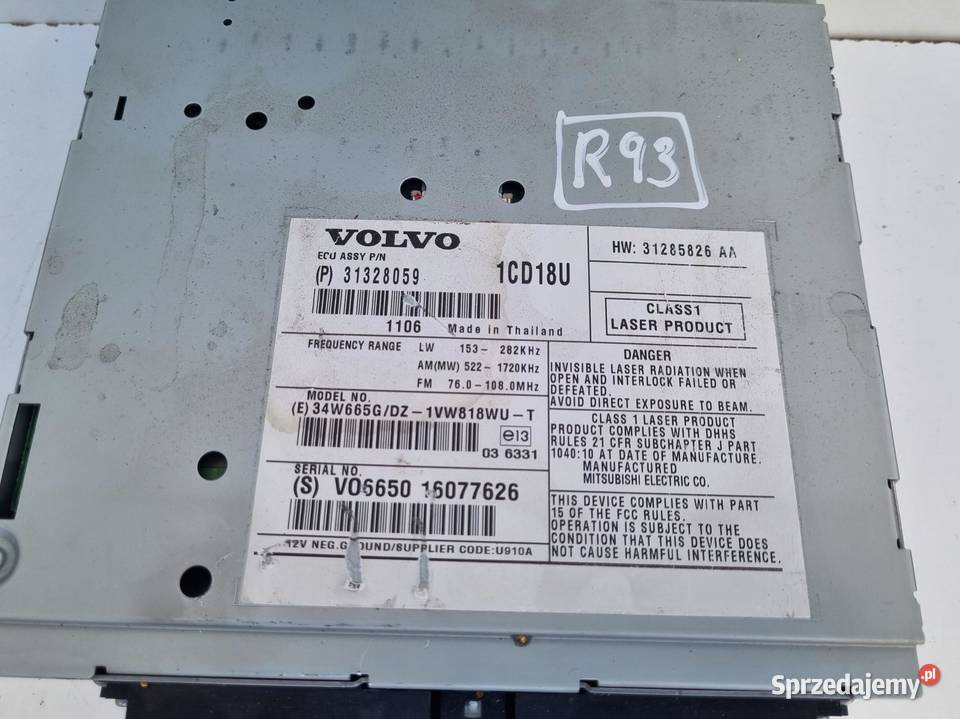 R93
VOLVO
ECU ASSY P/N
(P) 31328059
1CD18U
1106 Made in Thailand
HW: 31285826 AA
CLASS1
LASER PRODUCT
FREQUENCY RANGE LW 153- 282KHz
AM(MW) 522-1720KHz
FM 76.0-108.0MHz
MODEL NO.
(E) 34W665G/DZ-1VW818WU-T
e13
03 6331
SERIAL NO.
(S) VO6650 16077626
12V NEG.GROUND/SUPPLIER CODE:U910A
DANGER
INVISIBLE LASER RADIATION WHEN
OPEN AND INTERLOCK FAILED OR
DEFEATED.
AVOID DIRECT EXPOSURE TO BEAM.
CLASS 1 LASER PRODUCT
PRODUCT COMPLIES WITH DHHS
RULES 21 CFR SUBCHAPTER J PART
1040:10 AT DATE OF MANUFACTURE.
MANUFACTURED
MITSUBISHI ELECTRIC CO.
THIS DEVICE COMPLIES WITH PART
15 OF THE FCC RULES.
OPERATION IS SUBJECT TO THE
CONDITION THAT THIS DEVICE DOES
NOT CAUSE HARMFUL INTERFERENCE.
Sprzedajemy.pl